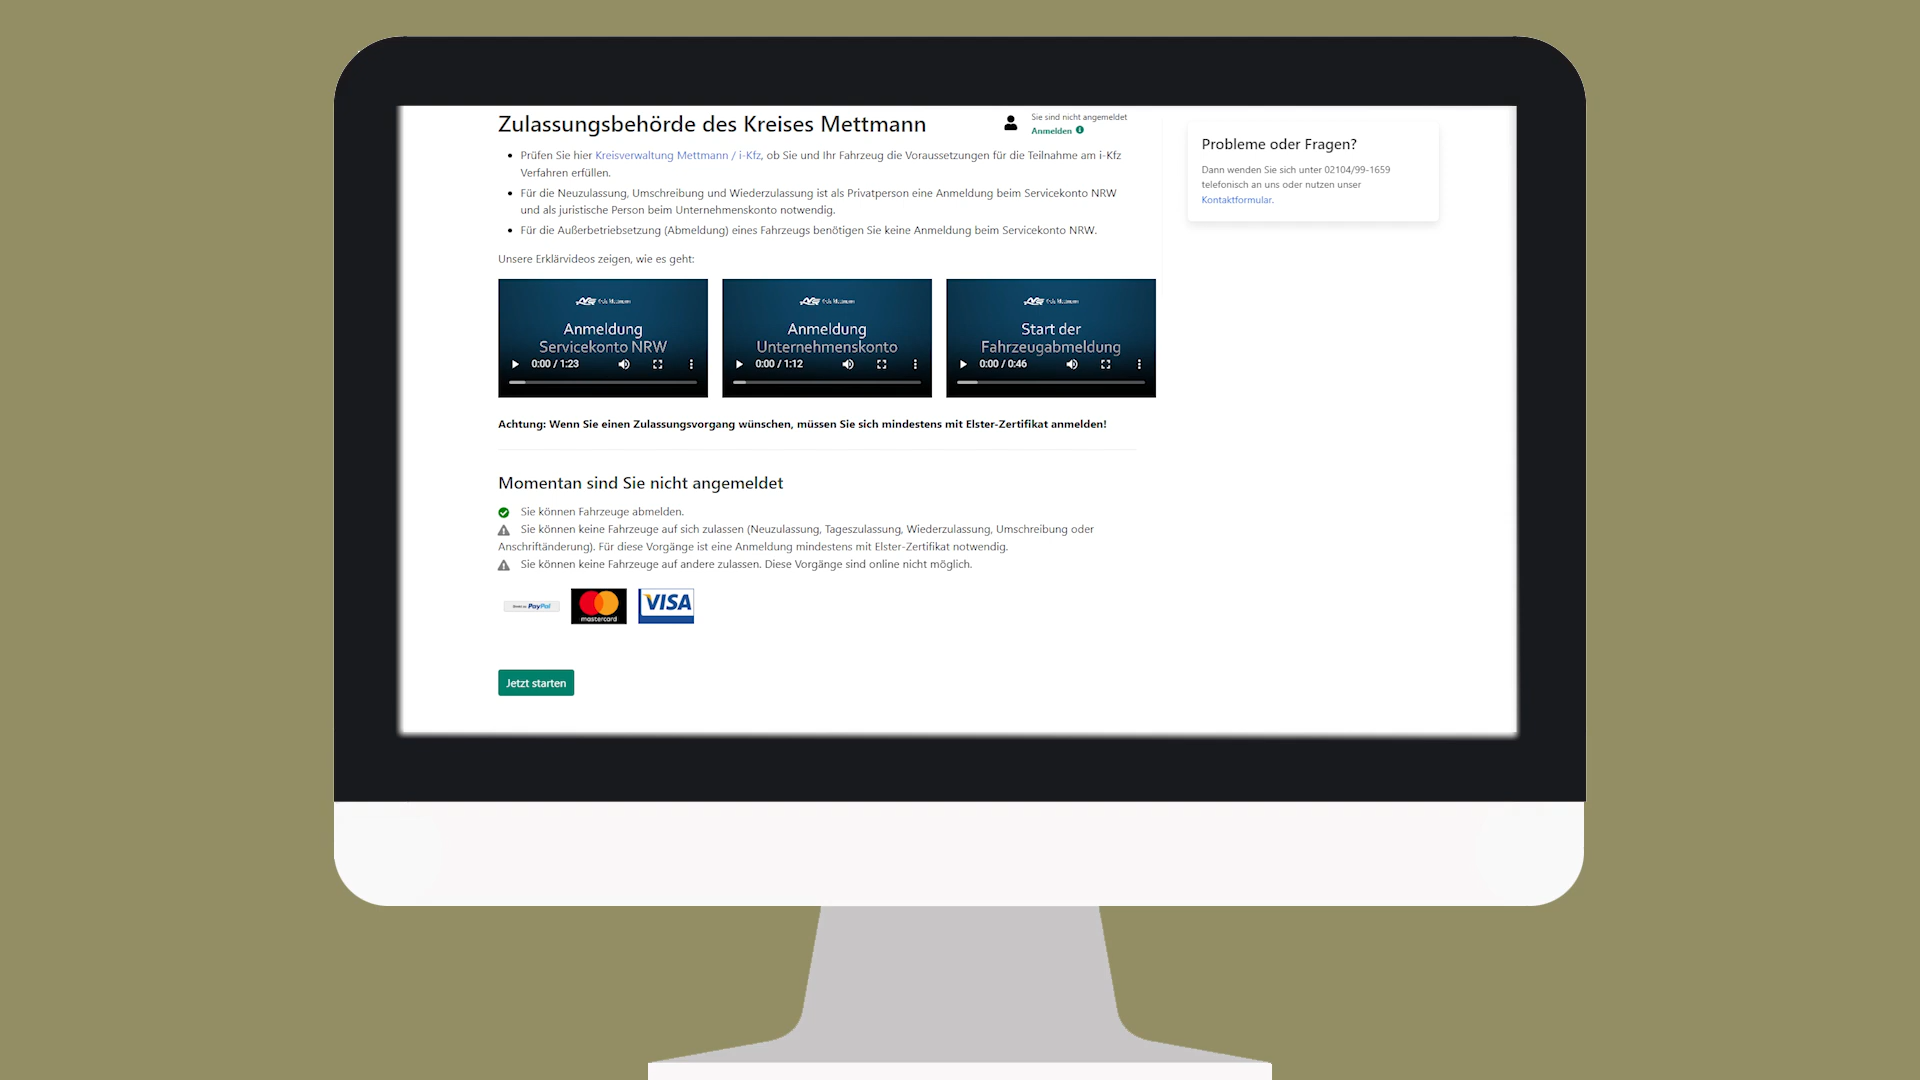 Zulassungsbehörde des Kreises Mettmann
Sie sind nicht angemeldet
Anmelden
Prüfen Sie hier Kreisverwaltung Mettmann / i-Kfz, ob Sie und Ihr Fahrzeug die Voraussetzungen für die Teilnahme am i-Kfz
Verfahren erfüllen.
Für die Neuzulassung, Umschreibung und Wiederzulassung ist als Privatperson eine Anmeldung beim Servicekonto NRW
und als juristische Person beim Unternehmenskonto notwendig.
Für die Außerbetriebsetzung (Abmeldung) eines Fahrzeugs benötigen Sie keine Anmeldung beim Servicekonto NRW.
Unsere Erklärvideos zeigen, wie es geht:
Kreis Mettmann
Anmeldung
Servicekonto NRW
0:00 / 1:23
Kreis Mettmann
Anmeldung
Unternehmenskonto
0:00 / 1:12
Kreis Mettmann
Start der
Fahrzeugabmeldung
0:00 / 0:46
Achtung: Wenn Sie einen Zulassungsvorgang wünschen, müssen Sie sich mindestens mit Elster-Zertifikat anmelden!
Momentan sind Sie nicht angemeldet
Sie können Fahrzeuge abmelden.
Sie können keine Fahrzeuge auf sich zulassen (Neuzulassung, Tageszulassung, Wiederzulassung, Umschreibung oder
Anschriftänderung). Für diese Vorgänge ist eine Anmeldung mindestens mit Elster-Zertifikat notwendig.
Sie können keine Fahrzeuge auf andere zulassen. Diese Vorgänge sind online nicht möglich.
PayPal
mastercard
VISA
Jetzt starten
Probleme oder Fragen?
Dann wenden Sie sich unter 02104/99-1659
telefonisch an uns oder nutzen unser
Kontaktformular.